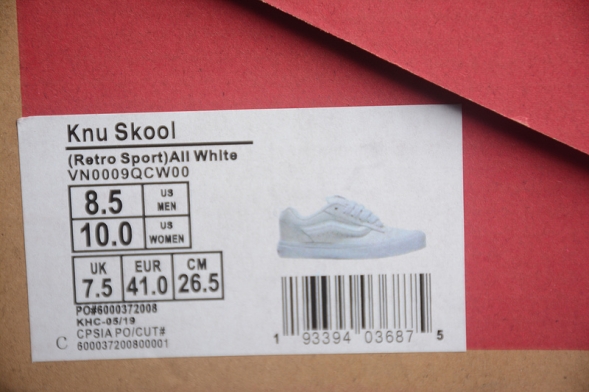 Knu Skool
(Retro Sport)All White
VN0009QCW00
8.5 US MEN
10.0 US WOMEN
UK EUR CM
7.5 41.0 26.5
PO#6000372008
KHC-05/19
CPSIA PO/CUT#
C 600037200800001
1 93394 03687 5